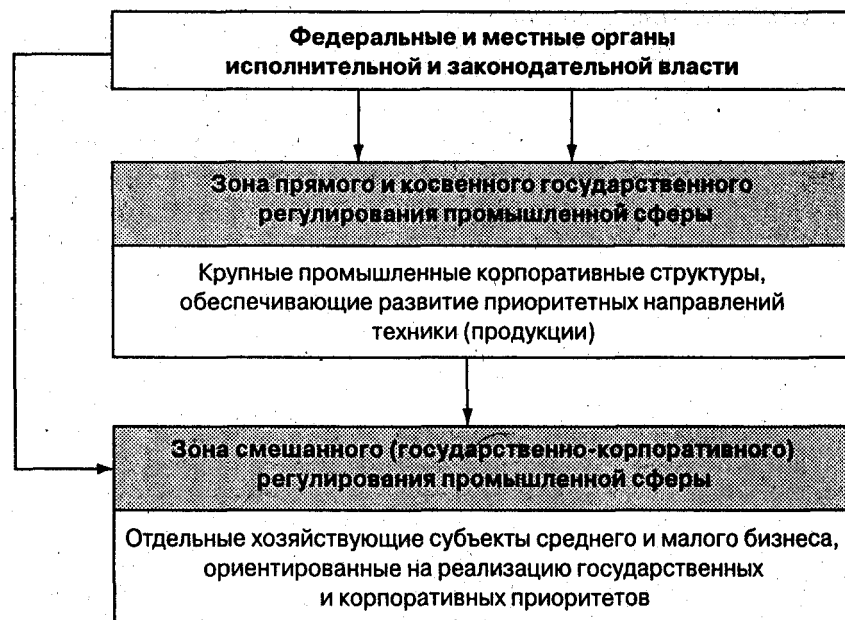 Федеральные и местные органы
исполнительной и законодательной власти
Зона прямого и косвенного государственного
регулирования промышленной сферы
Крупные промышленные корпоративные структуры,
обеспечивающие развитие приоритетных направлений
техники (продукции)
Зона смешанного (государственно-корпоративного)
регулирования промышленной сферы
Отдельные хозяйствующие субъекты среднего и малого бизнеса,
ориентированные на реализацию государственных
и корпоративных приоритетов